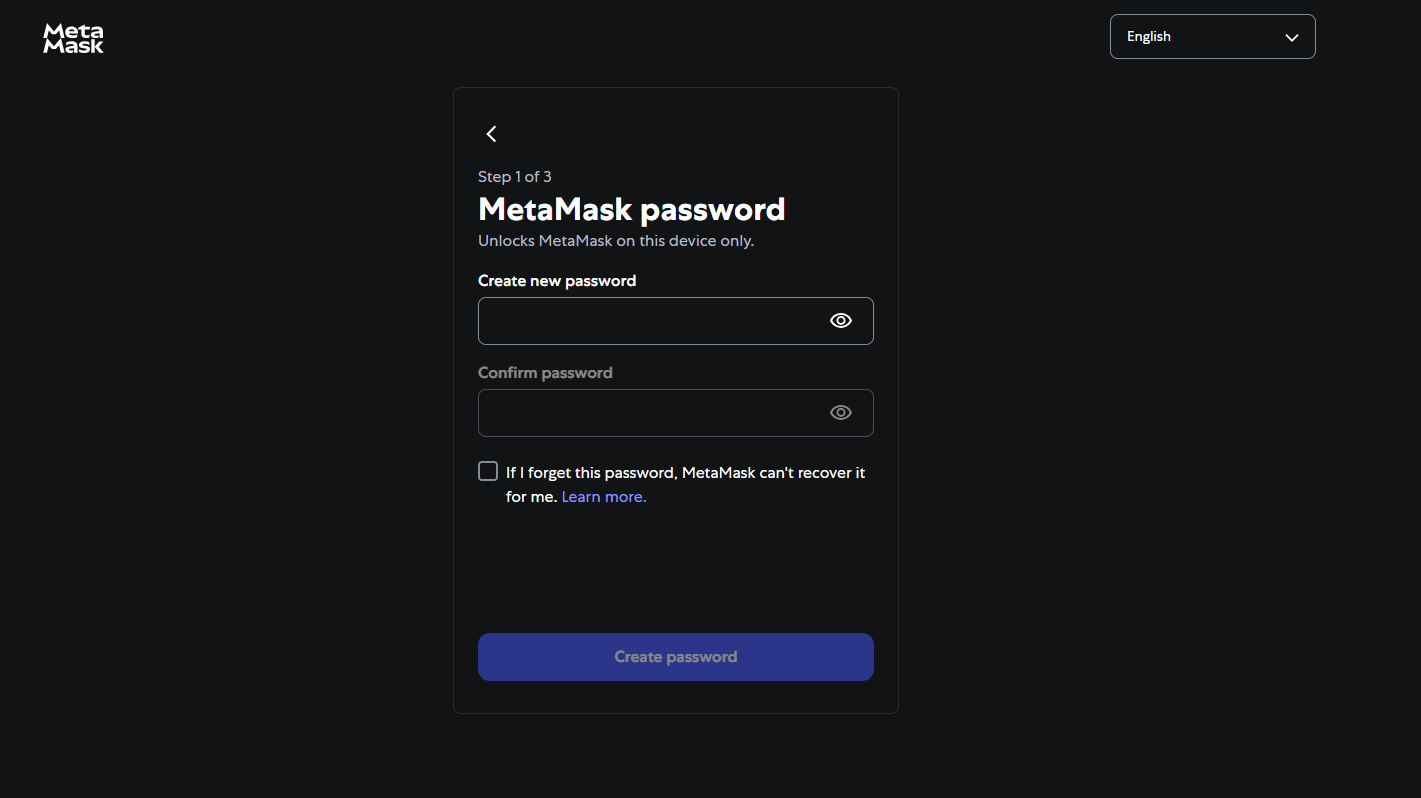 Meta
Mask
English
Step 1 of 3
MetaMask password
Unlocks MetaMask on this device only.
Create new password
Confirm password
If I forget this password, MetaMask can't recover it
for me. Learn more.
Create password